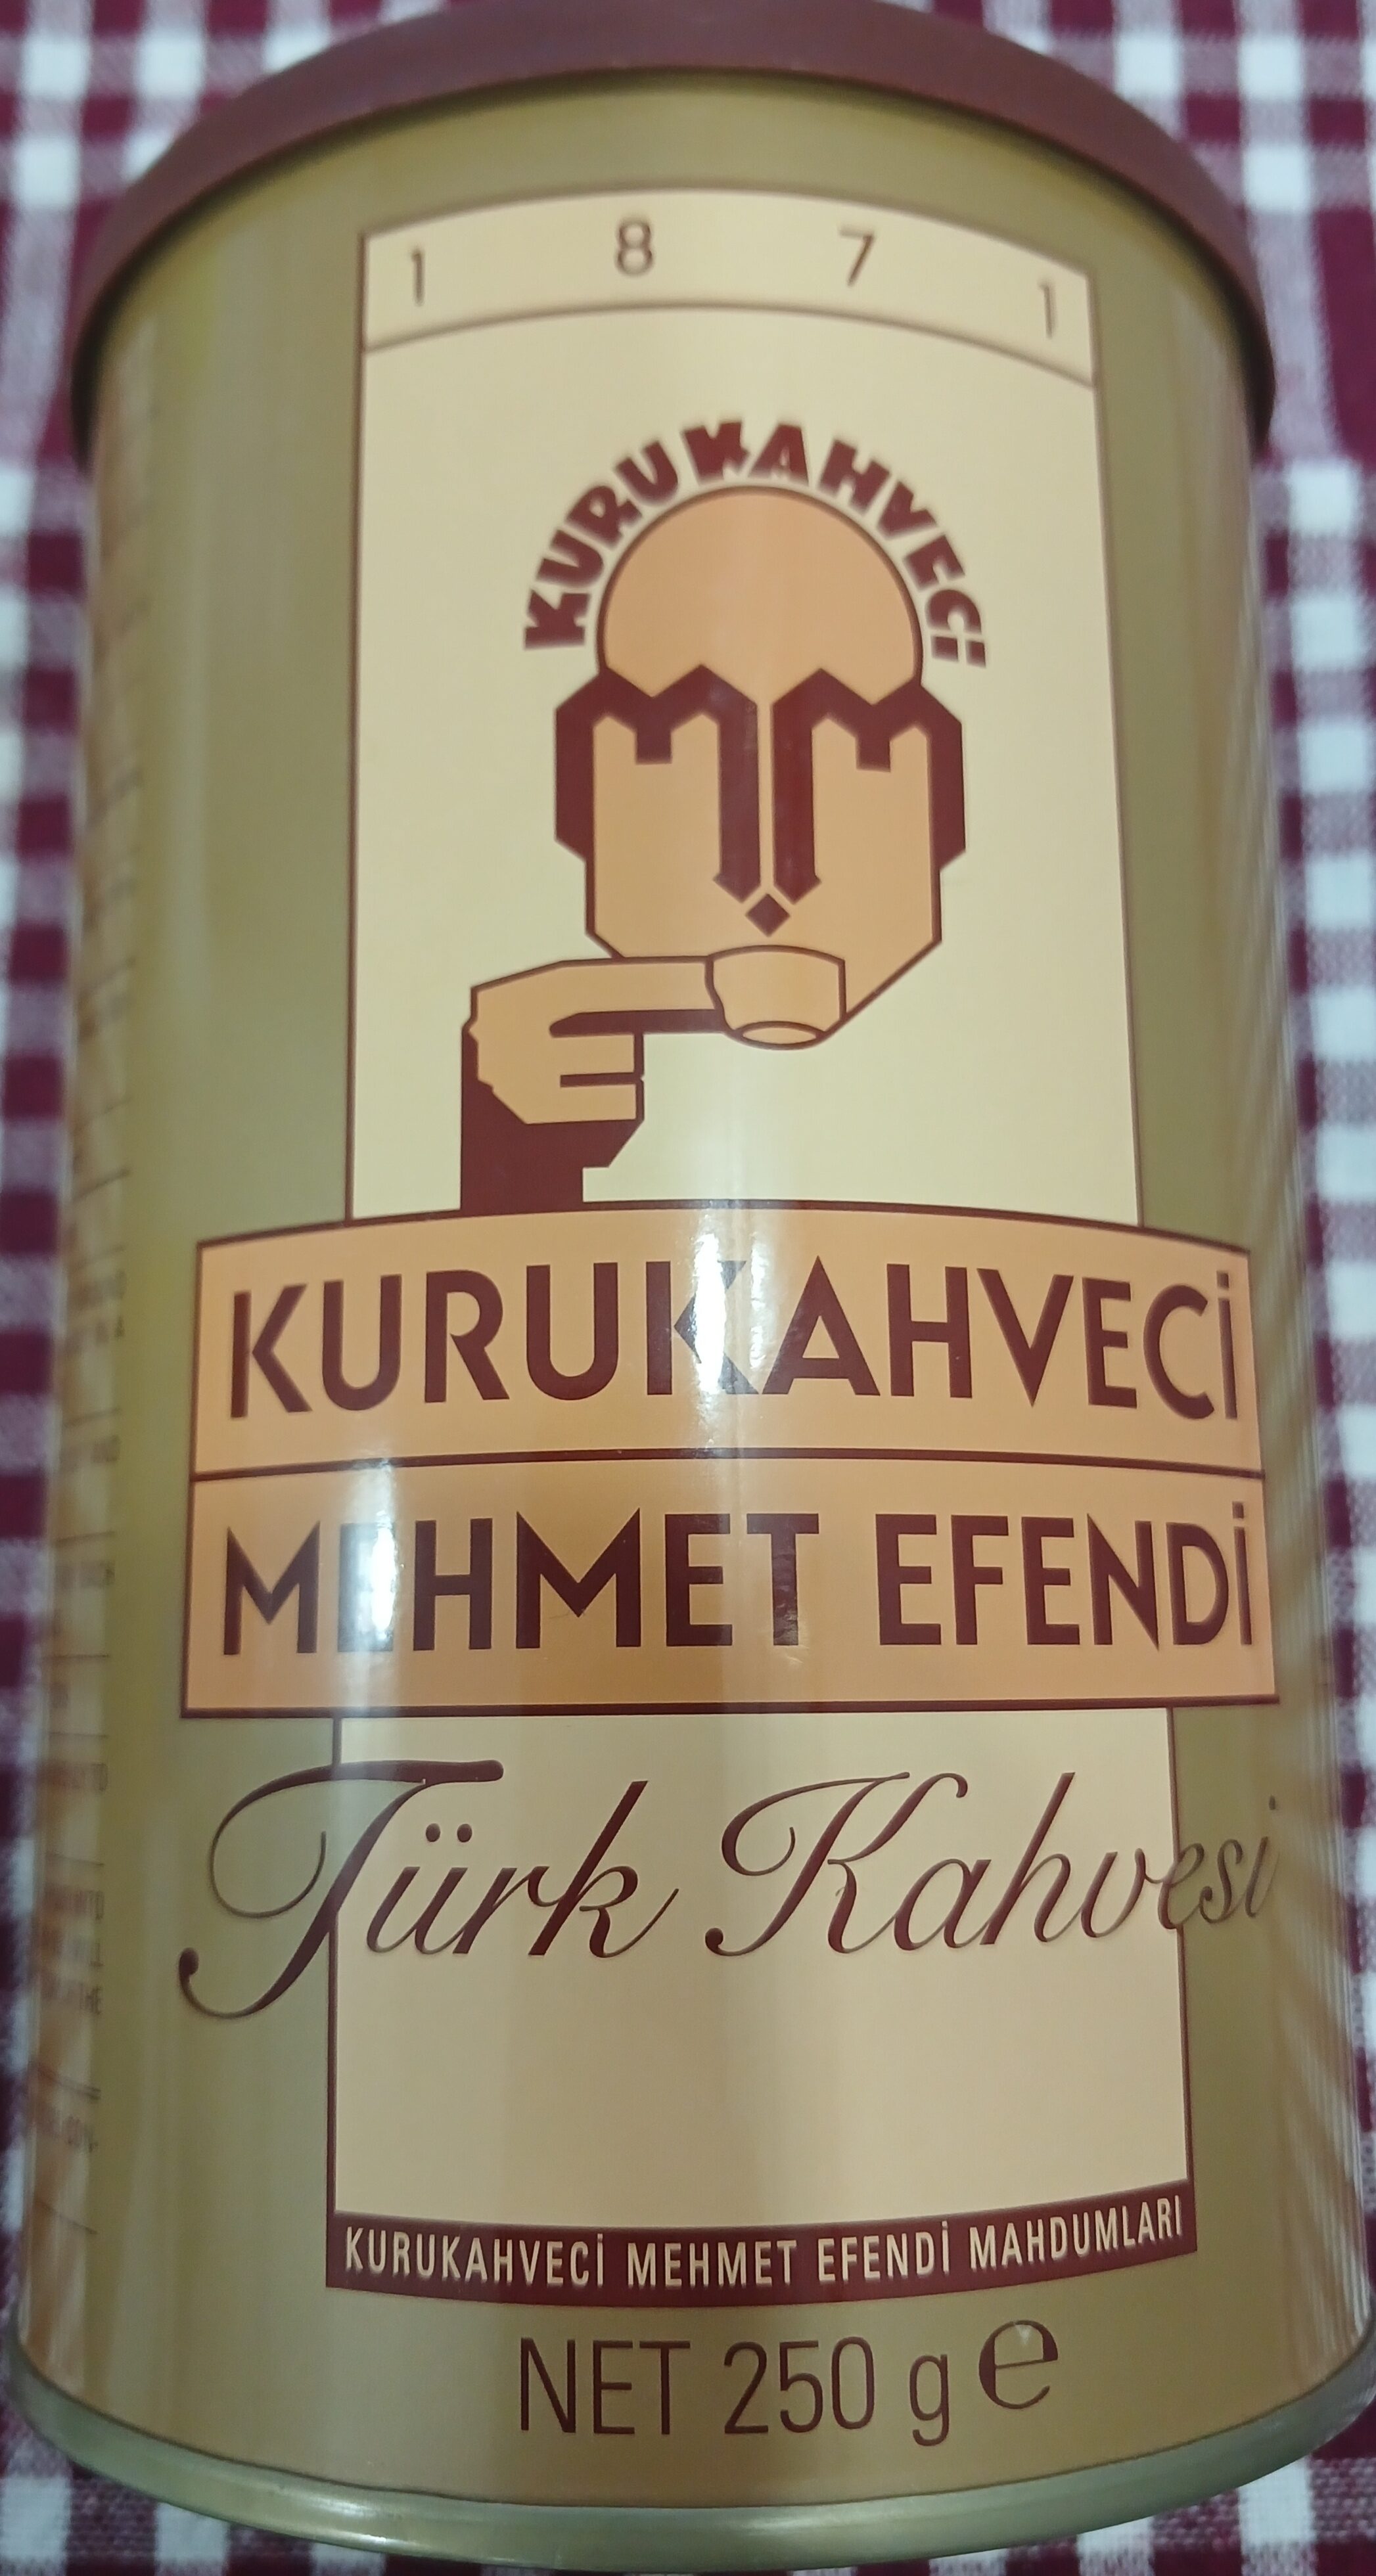 1 8 7 1
KURUKAHVECİ
KURUKAHVECİ
MEHMET EFENDİ
Türk Kahvesi
KURUKAHVECİ MEHMET EFENDİ MAHDUMLARI
NET 250 g e